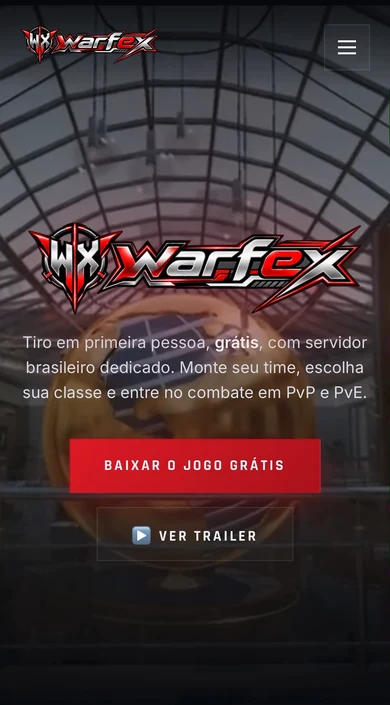 WX Warfex
WX Warfex
Tiro em primeira pessoa, grátis, com servidor
brasileiro dedicado. Monte seu time, escolha
sua classe e entre no combate em PvP e PvE.
BAIXAR O JOGO GRÁTIS
VER TRAILER